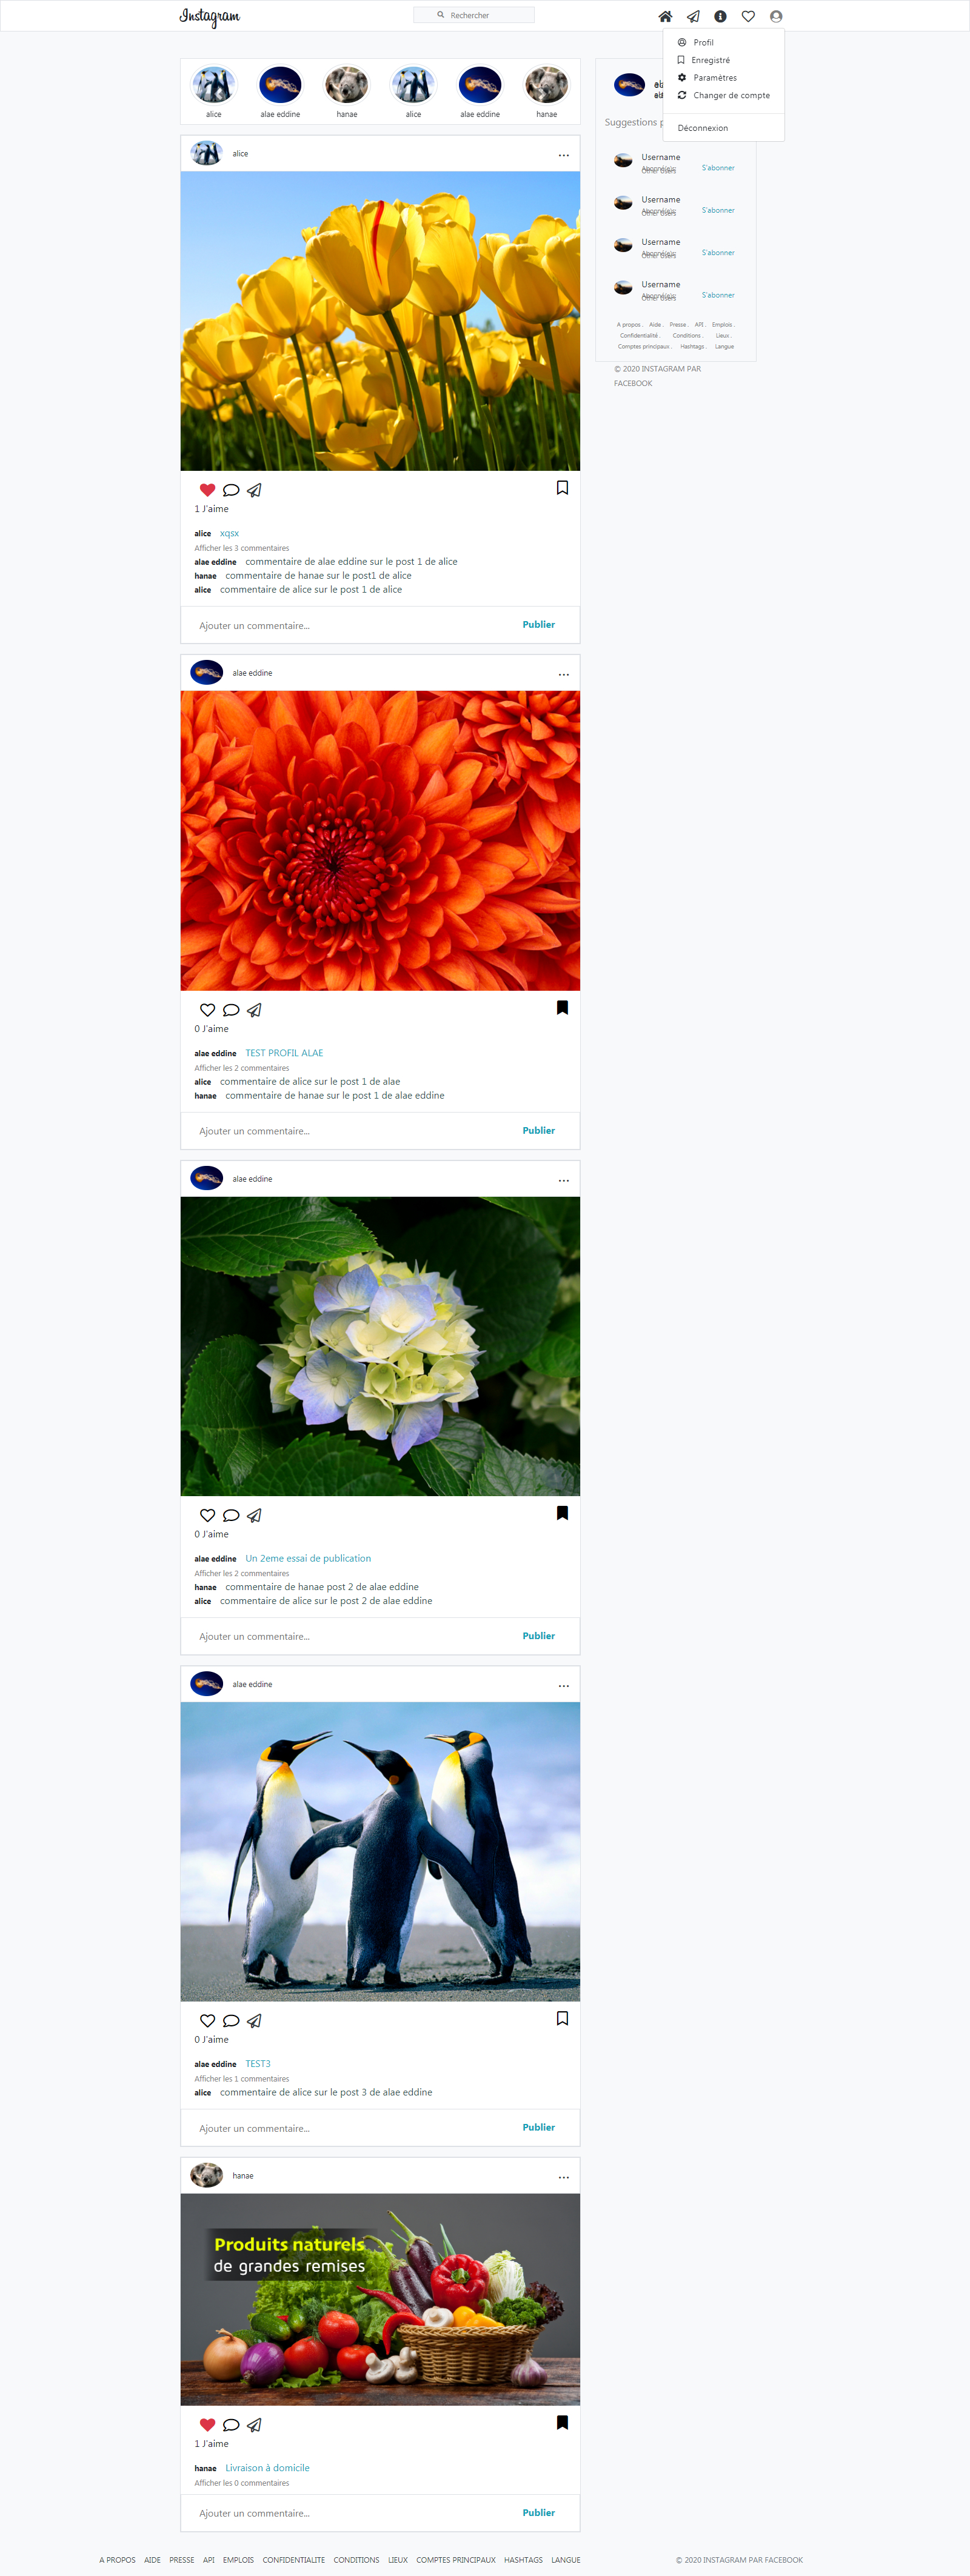 Instagram
Rechercher
Profil
Enregistré
Paramètres
Changer de compte
Déconnexion
alice
alae eddine
hanae
alice
alae eddine
hanae
Suggestions
Username
S'abonner
Username
S'abonner
Username
S'abonner
Username
S'abonner
A propos . Aide . Presse . API . Emplois .
Confidentialité . Conditions . Lieux .
Comptes principaux . Hashtags . Langue
© 2020 INSTAGRAM PAR
FACEBOOK
alice ...
1 J'aime
alice xqsx
Afficher les 3 commentaires
alae eddine commentaire de alae eddine sur le post 1 de alice
hanae commentaire de hanae sur le post1 de alice
alice commentaire de alice sur le post 1 de alice
Ajouter un commentaire... Publier
alae eddine ...
0 J'aime
alae eddine TEST PROFIL ALAE
Afficher les 2 commentaires
alice commentaire de alice sur le post 1 de alae
hanae commentaire de hanae sur le post 1 de alae eddine
Ajouter un commentaire... Publier
alae eddine ...
0 J'aime
alae eddine Un 2eme essai de publication
Afficher les 2 commentaires
hanae commentaire de hanae post 2 de alae eddine
alice commentaire de alice sur le post 2 de alae eddine
Ajouter un commentaire... Publier
alae eddine ...
0 J'aime
alae eddine TEST3
Afficher les 1 commentaires
alice commentaire de alice sur le post 3 de alae eddine
Ajouter un commentaire... Publier
hanae ...
Produits naturels
de grandes remises
1 J'aime
hanae Livraison à domicile
Afficher les 0 commentaires
Ajouter un commentaire... Publier
A PROPOS AIDE PRESSE API EMPLOIS CONFIDENTIALITE CONDITIONS LIEUX COMPTES PRINCIPAUX HASHTAGS LANGUE © 2020 INSTAGRAM PAR FACEBOOK